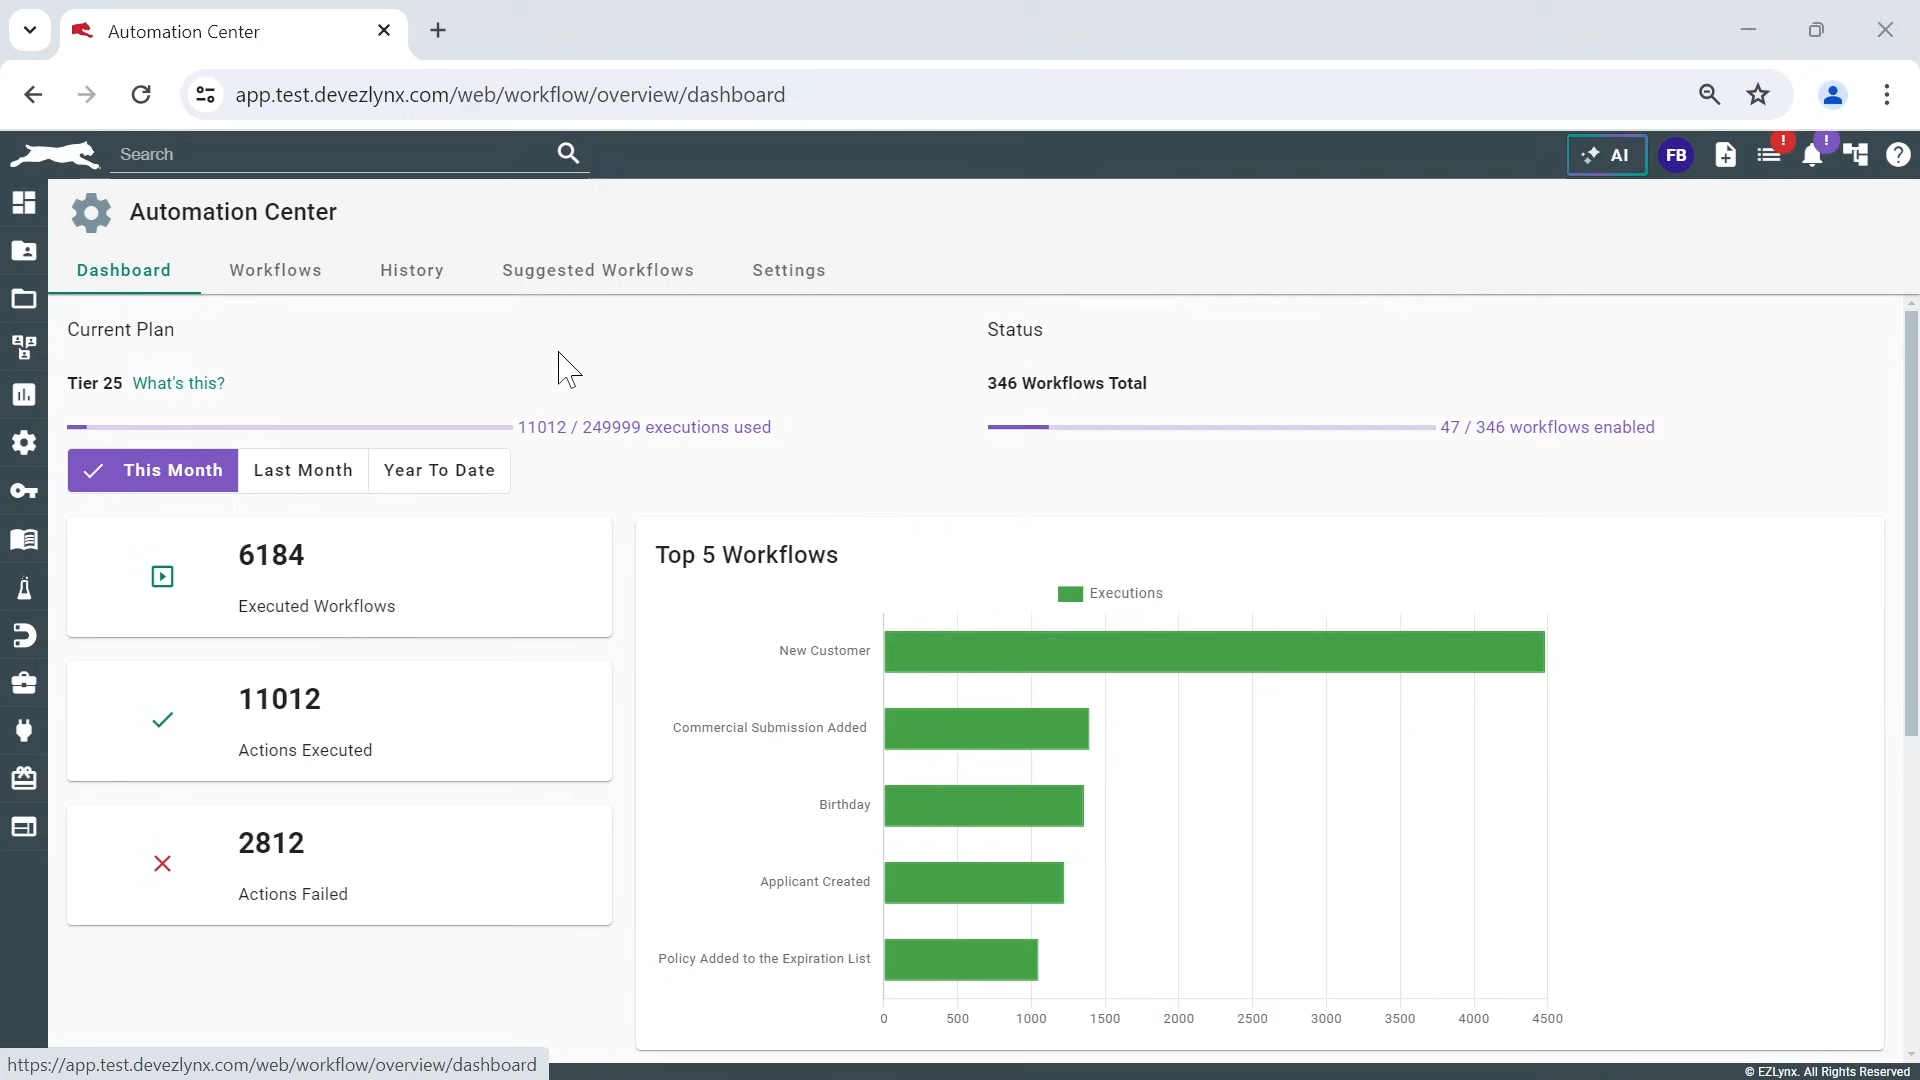 Automation Center
app.test.devezlynx.com/web/workflow/overview/dashboard
Search
AI
FB
!
!
Automation Center
Dashboard
Workflows
History
Suggested Workflows
Settings
Current Plan
Status
Tier 25 What's this?
346 Workflows Total
11012 / 249999 executions used
47 / 346 workflows enabled
This Month
Last Month
Year To Date
6184
Executed Workflows
11012
Actions Executed
2812
Actions Failed
Top 5 Workflows
Executions
New Customer
Commercial Submission Added
Birthday
Applicant Created
Policy Added to the Expiration List
0 500 1000 1500 2000 2500 3000 3500 4000 4500
https://app.test.devezlynx.com/web/workflow/overview/dashboard
© EZLynx. All Rights Reserved